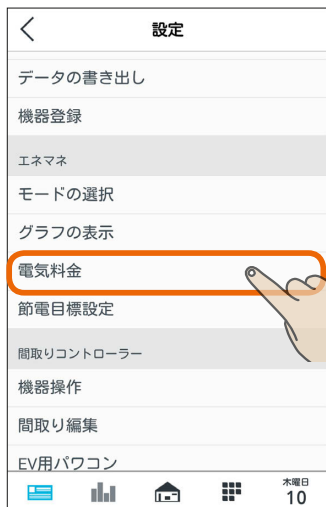 設定
データの書き出し
機器登録
エネマネ
モードの選択
グラフの表示
電気料金
節電目標設定
間取りコントローラー
機器操作
間取り編集
EV用パワコン
木曜日
10